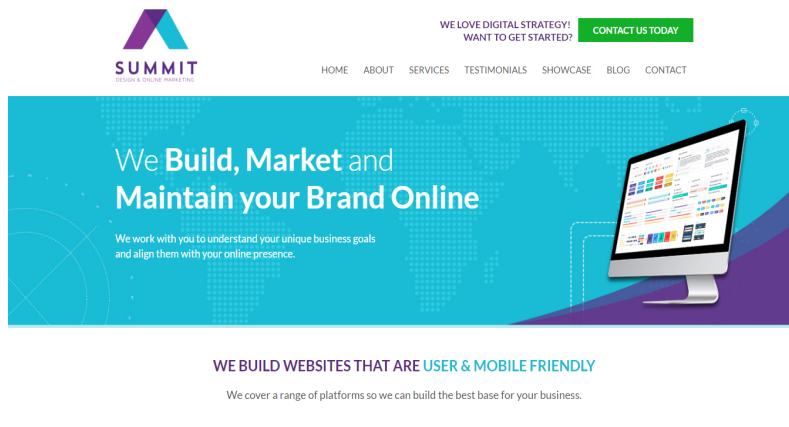 WE LOVE DIGITAL STRATEGY!
WANT TO GET STARTED?
CONTACT US TODAY
SUMMIT
DESIGN & ONLINE MARKETING
HOME ABOUT SERVICES TESTIMONIALS SHOWCASE BLOG CONTACT
We Build, Market and
Maintain your Brand Online
We work with you to understand your unique business goals
and align them with your online presence.
WE BUILD WEBSITES THAT ARE USER & MOBILE FRIENDLY
We cover a range of platforms so we can build the best base for your business.